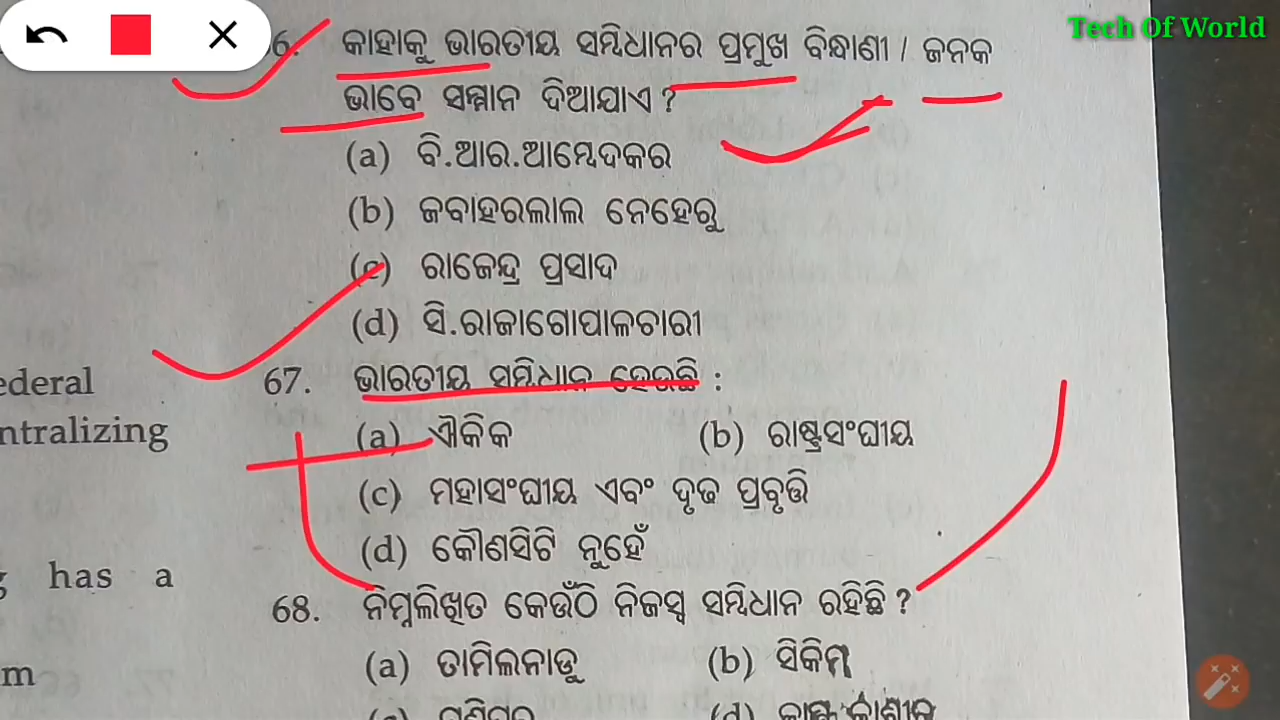 Tech Of World
6. କାହାକୁ ଭାରତୀୟ ସମ୍ବିଧାନର ପ୍ରମୁଖ ବିନ୍ଧାଣୀ / ଜନକ
ଭାବେ ସମ୍ମାନ ଦିଆଯାଏ ?
(a) ବି.ଆର.ଆମ୍ବେଦକର
(b) ଜବାହରଲାଲ ନେହେରୁ
(c) ରାଜେନ୍ଦ୍ର ପ୍ରସାଦ
(d) ସି.ରାଜାଗୋପାଳଚାରୀ
ederal
67. ଭାରତୀୟ ସମ୍ବିଧାନ ହେଉଛି :
ntralizing
(a) ଐକିକ (b) ରାଷ୍ଟ୍ରସଂଘୀୟ
(c) ମହାସଂଘୀୟ ଏବଂ ଦୃଢ ପ୍ରବୃତ୍ତି
(d) କୌଣସିଟି ନୁହେଁ
has a
68. ନିମ୍ନଲିଖିତ କେଉଁଠି ନିଜସ୍ୱ ସମ୍ବିଧାନ ରହିଛି ?
m
(a) ତାମିଲନାଡୁ (b) ସିକିମ